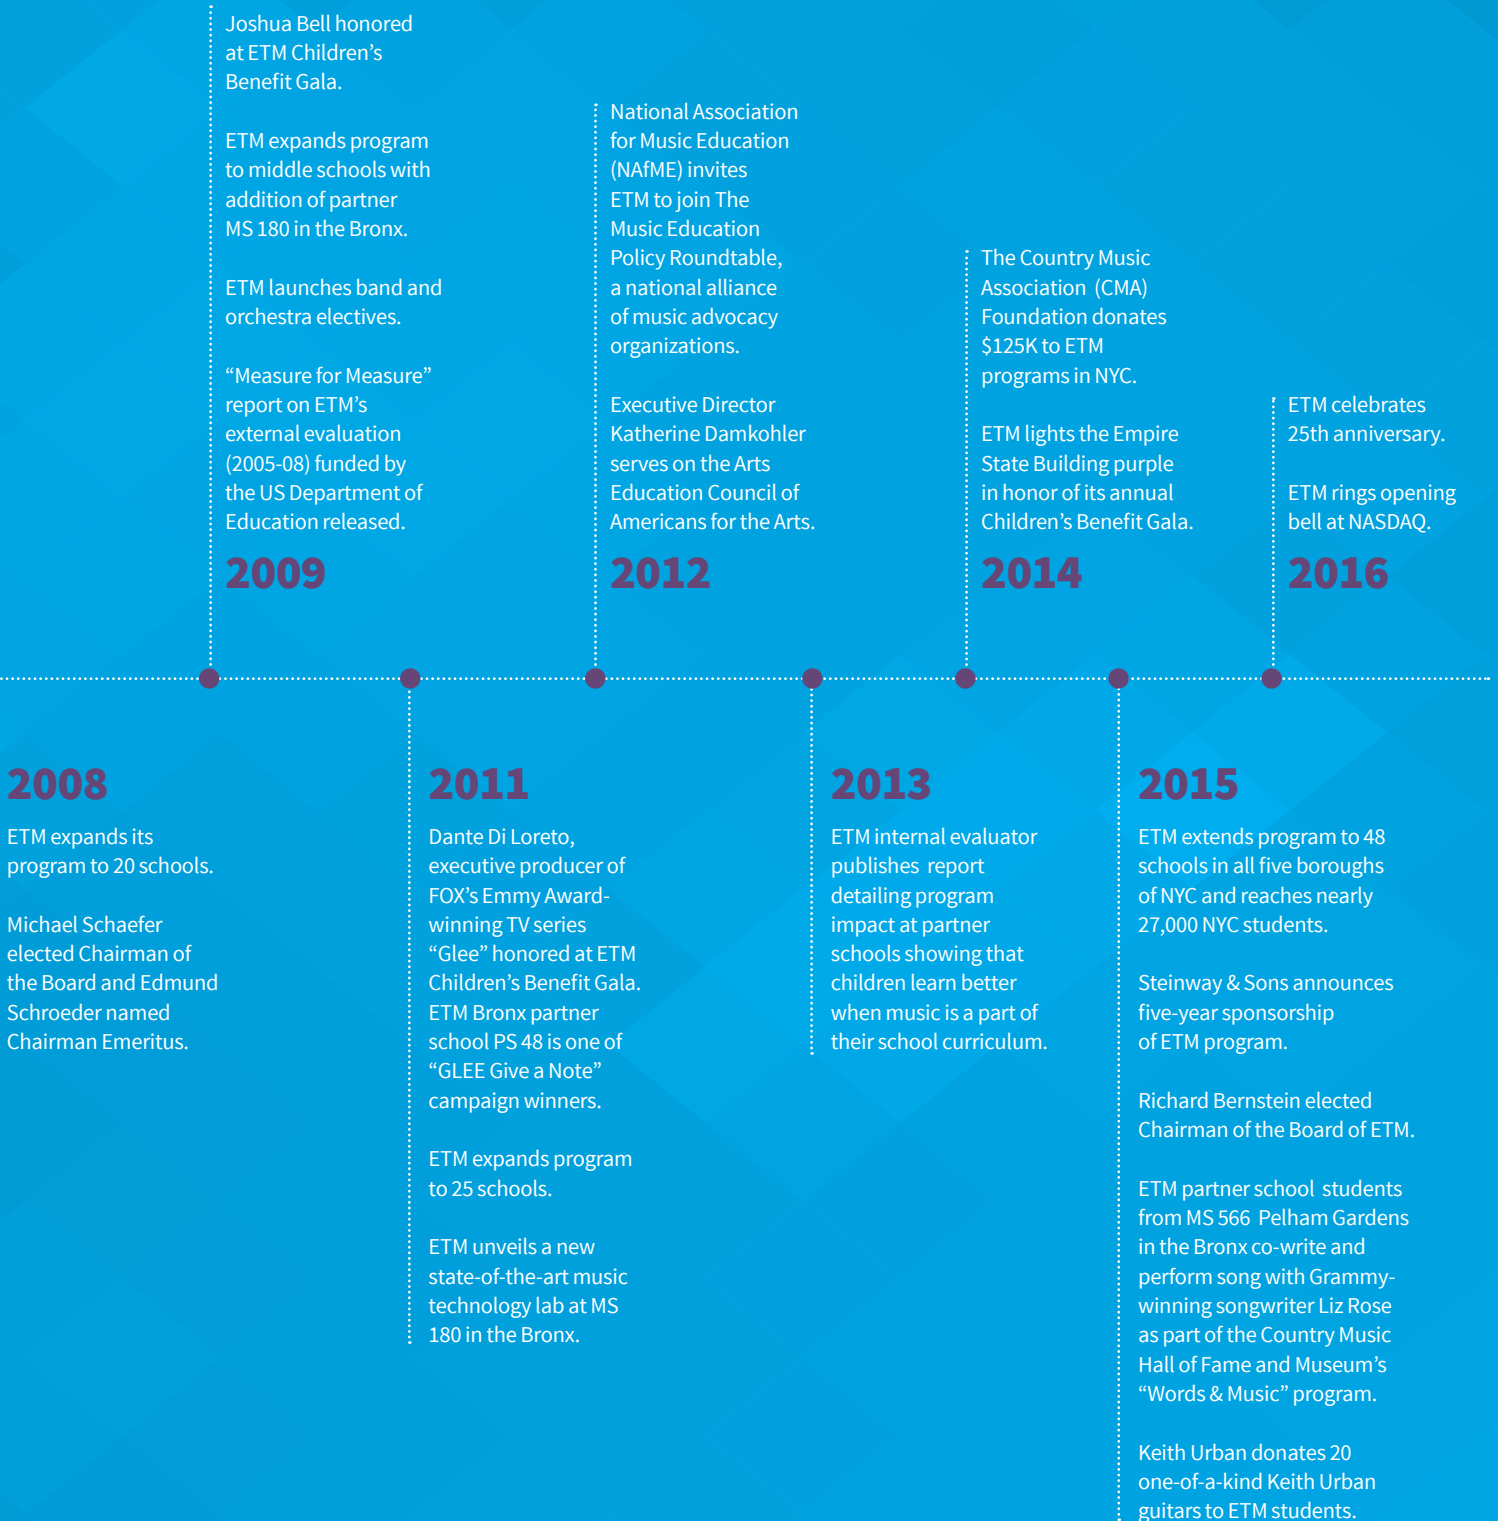 Joshua Bell honored
at ETM Children’s
Benefit Gala.
ETM expands program
to middle schools with
addition of partner
MS 180 in the Bronx.
ETM launches band and
orchestra electives.
“Measure for Measure”
report on ETM’s
external evaluation
(2005-08) funded by
the US Department of
Education released.
2009
National Association
for Music Education
(NAfME) invites
ETM to join The
Music Education
Policy Roundtable,
a national alliance
of music advocacy
organizations.
Executive Director
Katherine Damkohler
serves on the Arts
Education Council of
Americans for the Arts.
2012
The Country Music
Association (CMA)
Foundation donates
$125K to ETM
programs in NYC.
ETM lights the Empire
State Building purple
in honor of its annual
Children’s Benefit Gala.
2014
ETM celebrates
25th anniversary.
ETM rings opening
bell at NASDAQ.
2016
2008
ETM expands its
program to 20 schools.
Michael Schaefer
elected Chairman of
the Board and Edmund
Schroeder named
Chairman Emeritus.
2011
Dante Di Loreto,
executive producer of
FOX’s Emmy Award-
winning TV series
“Glee” honored at ETM
Children’s Benefit Gala.
ETM Bronx partner
school PS 48 is one of
“GLEE Give a Note”
campaign winners.
ETM expands program
to 25 schools.
ETM unveils a new
state-of-the-art music
technology lab at MS
180 in the Bronx.
2013
ETM internal evaluator
publishes report
detailing program
impact at partner
schools showing that
children learn better
when music is a part of
their school curriculum.
2015
ETM extends program to 48
schools in all five boroughs
of NYC and reaches nearly
27,000 NYC students.
Steinway & Sons announces
five-year sponsorship
of ETM program.
Richard Bernstein elected
Chairman of the Board of ETM.
ETM partner school students
from MS 566 Pelham Gardens
in the Bronx co-write and
perform song with Grammy-
winning songwriter Liz Rose
as part of the Country Music
Hall of Fame and Museum’s
“Words & Music” program.
Keith Urban donates 20
one-of-a-kind Keith Urban
guitars to ETM students.